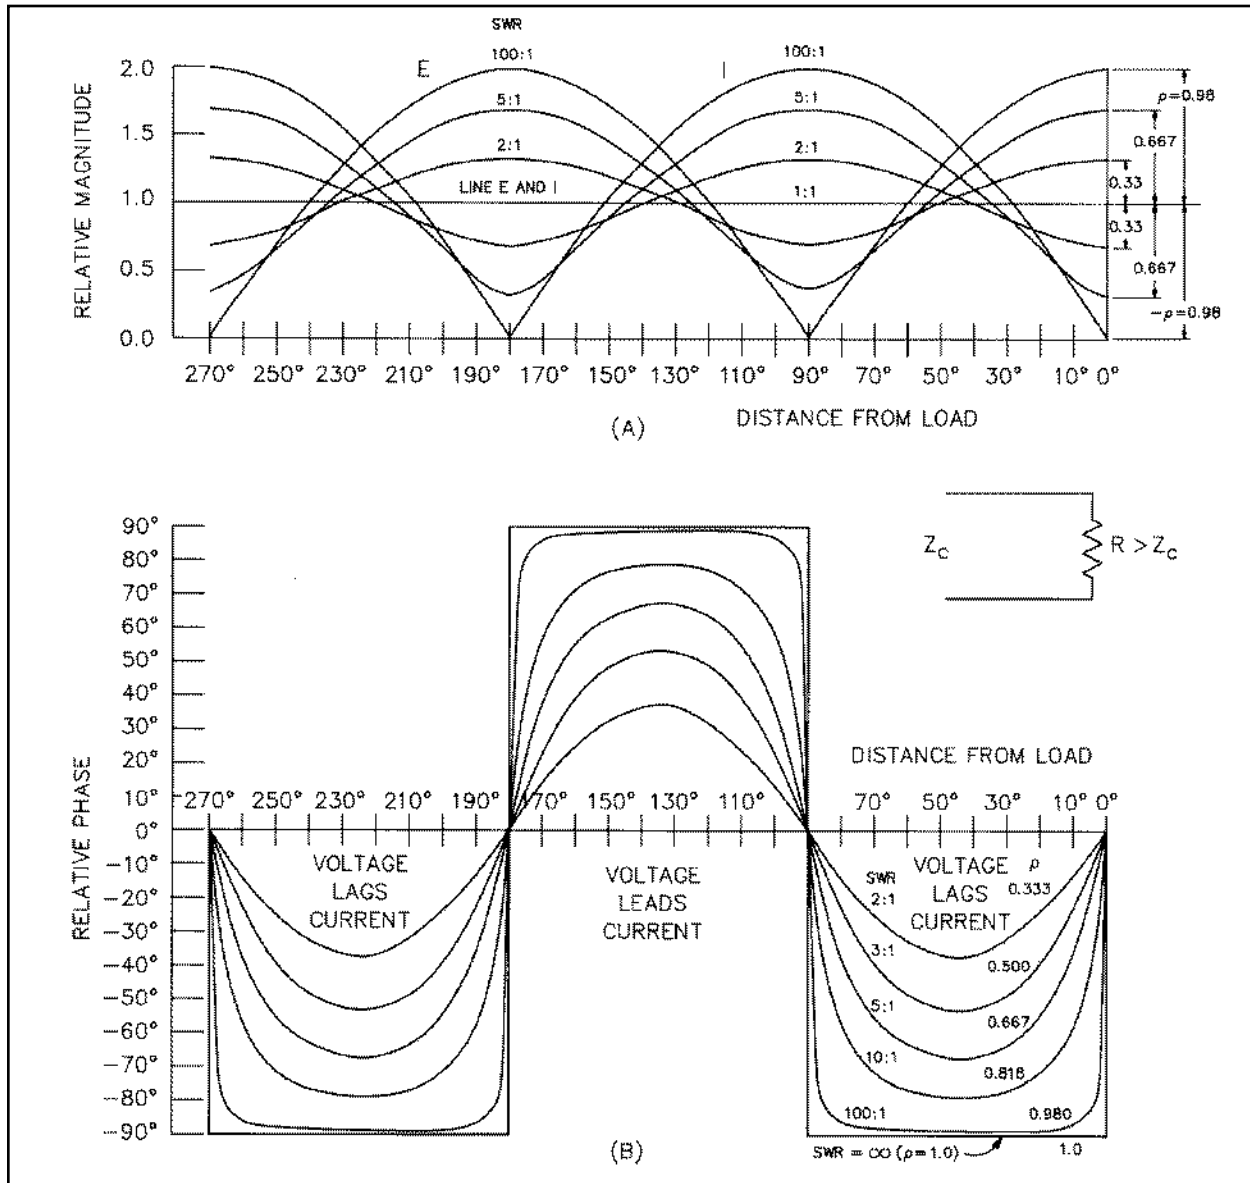 SWR
100:1 100:1
E I
5:1 5:1
2:1 2:1
LINE E AND I 1:1
RELATIVE MAGNITUDE
2.0
1.5
1.0
0.5
0.0
ρ=0.98
0.667
0.33
0.33
0.667
−ρ=0.98
270° 250° 230° 210° 190° 170° 150° 130° 110° 90° 70° 50° 30° 10° 0°
(A) DISTANCE FROM LOAD
Z_C R > Z_C
RELATIVE PHASE
90°
80°
70°
60°
50°
40°
30°
20°
10°
0°
−10°
−20°
−30°
−40°
−50°
−60°
−70°
−80°
−90°
DISTANCE FROM LOAD
270° 250° 230° 210° 190° 170° 150° 130° 110° 70° 50° 30° 10° 0°
VOLTAGE
LAGS
CURRENT
VOLTAGE
LEADS
CURRENT
VOLTAGE
LAGS
CURRENT
SWR ρ
2:1 0.333
3:1 0.500
5:1 0.667
10:1 0.818
100:1 0.980
SWR = ∞ (ρ=1.0) 1.0
(B)